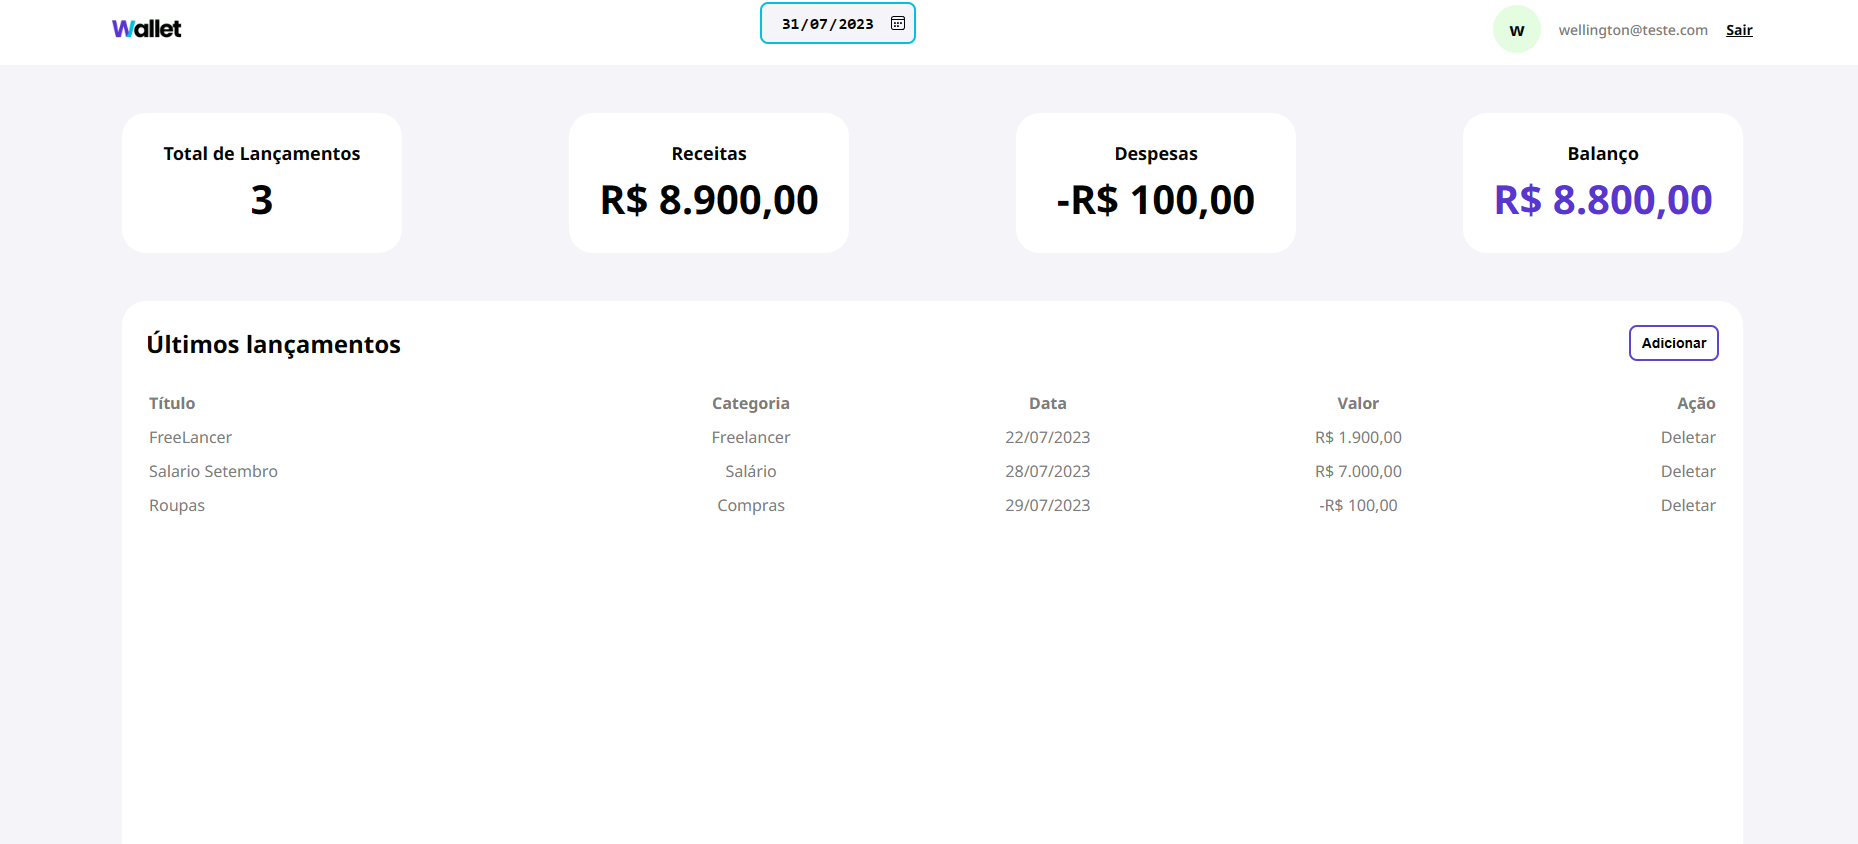 Wallet
31/07/2023
w
wellington@teste.com
Sair
Total de Lançamentos
3
Receitas
R$ 8.900,00
Despesas
-R$ 100,00
Balanço
R$ 8.800,00
Últimos lançamentos
Adicionar
Título Categoria Data Valor Ação
FreeLancer Freelancer 22/07/2023 R$ 1.900,00 Deletar
Salario Setembro Salário 28/07/2023 R$ 7.000,00 Deletar
Roupas Compras 29/07/2023 -R$ 100,00 Deletar